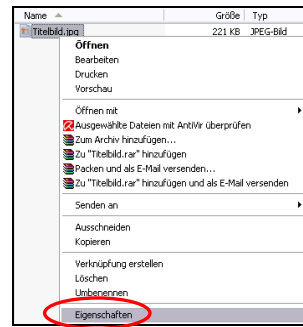 Name Größe Typ
Titelbild.jpg 221 KB JPEG-Bild
Öffnen
Bearbeiten
Drucken
Vorschau
Öffnen mit
Ausgewählte Dateien mit AntiVir überprüfen
Zum Archiv hinzufügen...
Zu "Titelbild.rar" hinzufügen
Packen und als E-Mail versenden...
Zu "Titelbild.rar" hinzufügen und als E-Mail versenden
Senden an
Ausschneiden
Kopieren
Verknüpfung erstellen
Löschen
Umbenennen
Eigenschaften